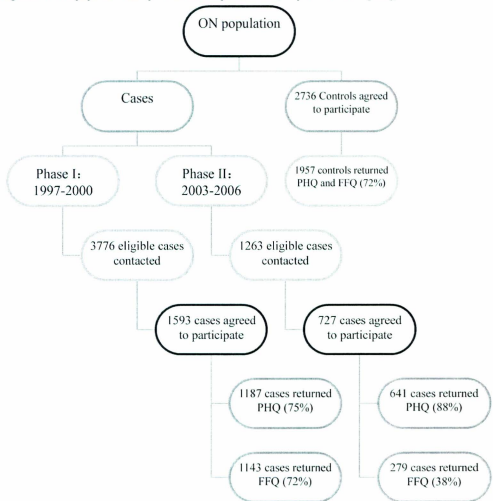 ON population
Cases
2736 Controls agreed
to participate
Phase I:
1997-2000
Phase II:
2003-2006
1957 controls returned
PHQ and FFQ (72%)
3776 eligible cases
contacted
1263 eligible cases
contacted
1593 cases agreed
to participate
727 cases agreed
to participate
1187 cases returned
PHQ (75%)
641 cases returned
PHQ (88%)
1143 cases returned
FFQ (72%)
279 cases returned
FFQ (38%)